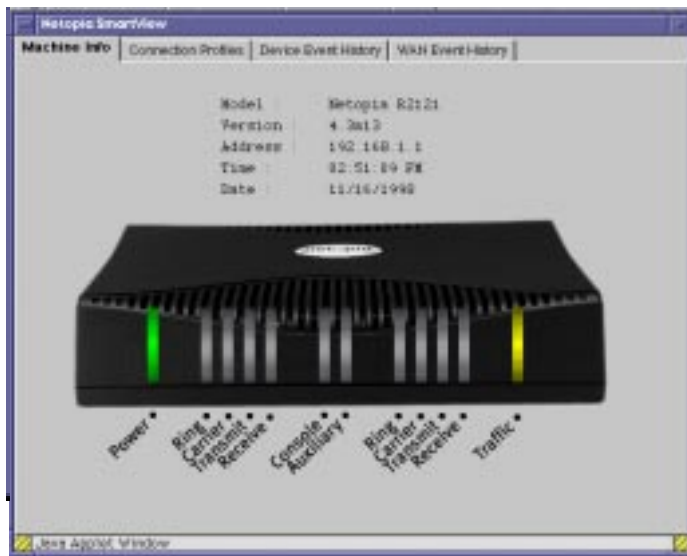 Netopia SmartView
Machine Info Connection Profiles Device Event History WAN Event History
Model : Netopia R2121
Version : 4.3a13
Address : 192.168.1.1
Time : 02:51:09 PM
Date : 11/16/1998
Power Ring Carrier Transmit Receive Console Auxiliary Ring Carrier Transmit Receive Traffic
Java Applet Window